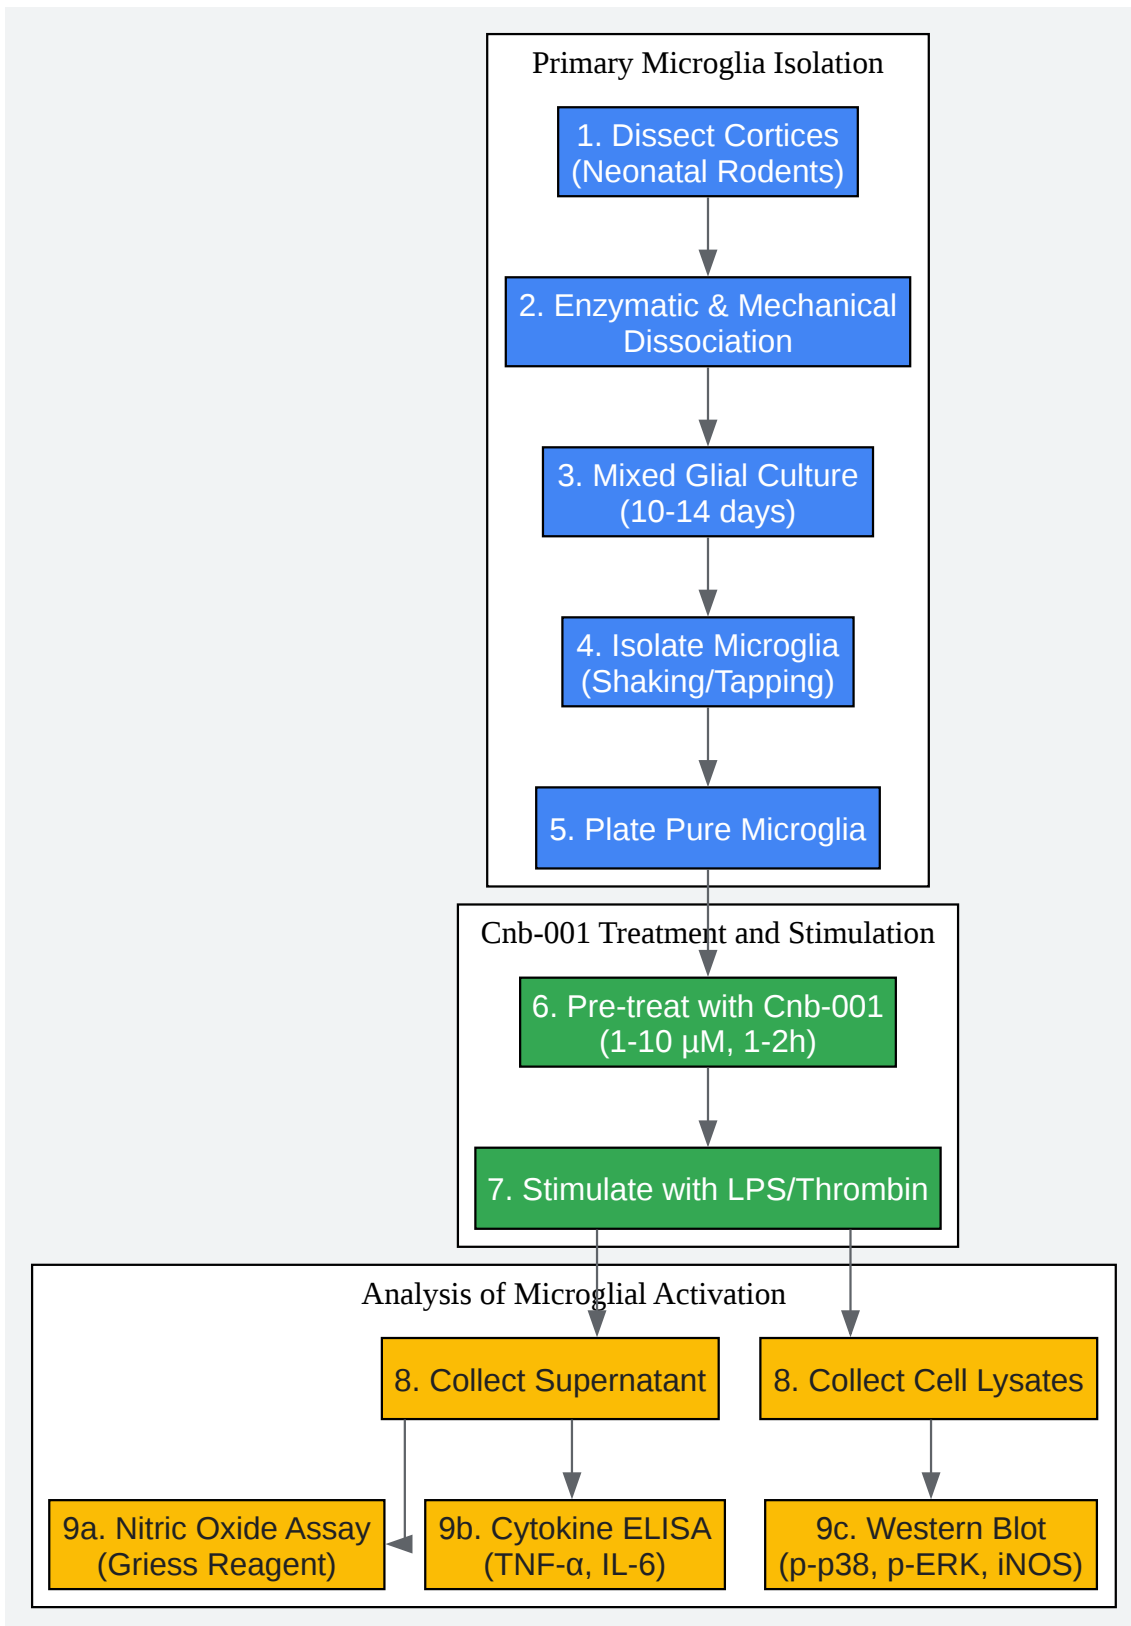 Primary Microglia Isolation
1. Dissect Cortices
(Neonatal Rodents)
2. Enzymatic & Mechanical
Dissociation
3. Mixed Glial Culture
(10-14 days)
4. Isolate Microglia
(Shaking/Tapping)
5. Plate Pure Microglia
Cnb-001 Treatment and Stimulation
6. Pre-treat with Cnb-001
(1-10 µM, 1-2h)
7. Stimulate with LPS/Thrombin
Analysis of Microglial Activation
8. Collect Supernatant
8. Collect Cell Lysates
9a. Nitric Oxide Assay
(Griess Reagent)
9b. Cytokine ELISA
(TNF-α, IL-6)
9c. Western Blot
(p-p38, p-ERK, iNOS)